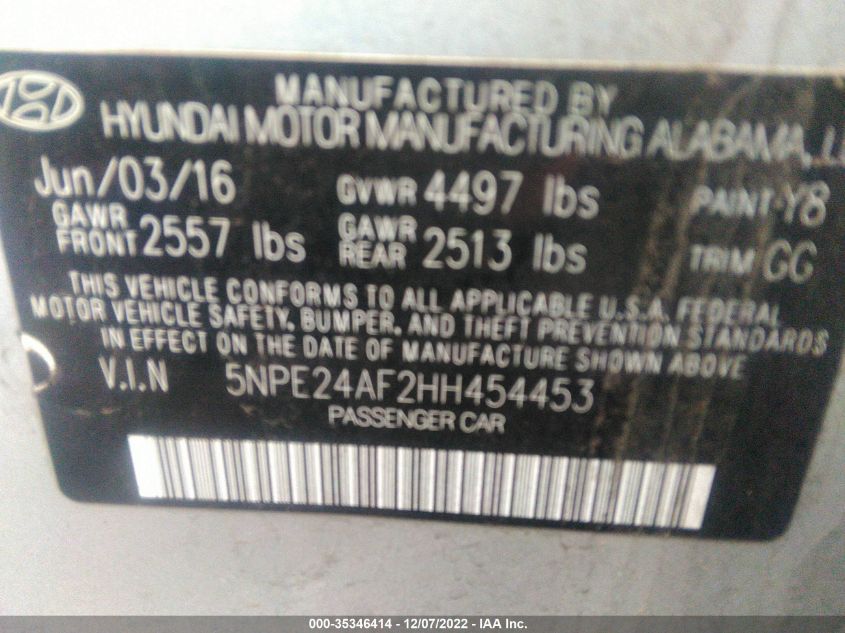 MANUFACTURED BY
HYUNDAI MOTOR MANUFACTURING ALABAMA,
Jun/03/16 GVWR 4497 lbs PAINT Y8
GAWR FRONT 2557 lbs GAWR REAR 2513 lbs TRIM GG
THIS VEHICLE CONFORMS TO ALL APPLICABLE U.S.A. FEDERAL
MOTOR VEHICLE SAFETY, BUMPER, AND THEFT PREVENTION STANDARDS
IN EFFECT ON THE DATE OF MANUFACTURE SHOWN ABOVE
V.I.N 5NPE24AF2HH454453
PASSENGER CAR
000-35346414 - 12/07/2022 - IAA Inc.